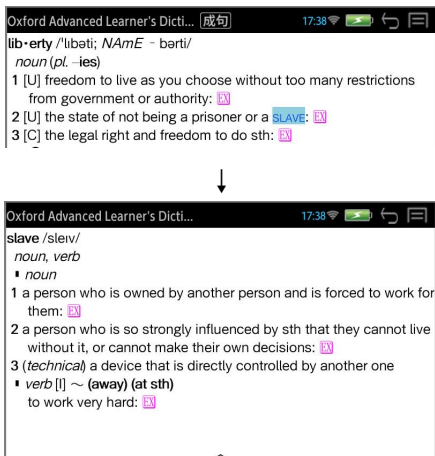 Oxford Advanced Learner's Dicti... 成句 17:38
lib•erty /'lɪbəti; NAmE - bərti/
noun (pl. –ies)
1 [U] freedom to live as you choose without too many restrictions
from government or authority: EX
2 [U] the state of not being a prisoner or a SLAVE: EX
3 [C] the legal right and freedom to do sth: EX
Oxford Advanced Learner's Dicti... 17:38
slave /sleɪv/
noun, verb
▪ noun
1 a person who is owned by another person and is forced to work for
them: EX
2 a person who is so strongly influenced by sth that they cannot live
without it, or cannot make their own decisions: EX
3 (technical) a device that is directly controlled by another one
▪ verb [I] ～ (away) (at sth)
to work very hard: EX